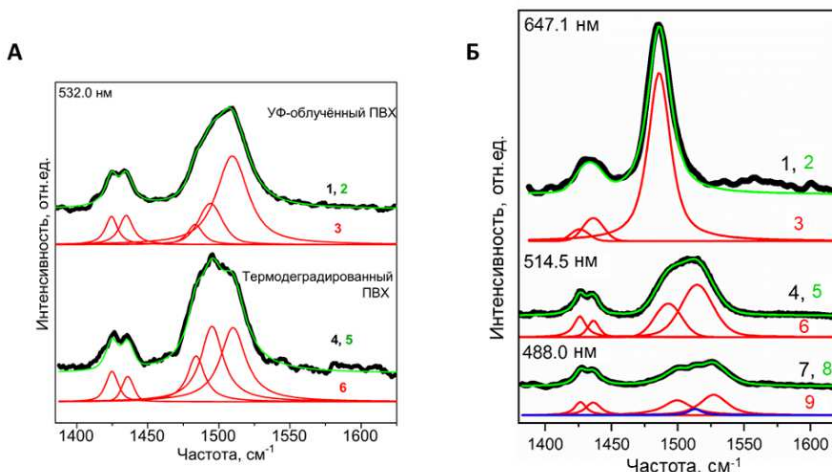 А
532.0 нм
УФ-облучённый ПВХ
1, 2
3
Термодеградированный
ПВХ
4, 5
6
Интенсивность, отн.ед.
1400 1450 1500 1550 1600
Частота, см-1
Б
647.1 нм
1, 2
3
514.5 нм
4, 5
6
488.0 нм
7, 8
9
Интенсивность, отн.ед.
1400 1450 1500 1550 1600
Частота, см-1